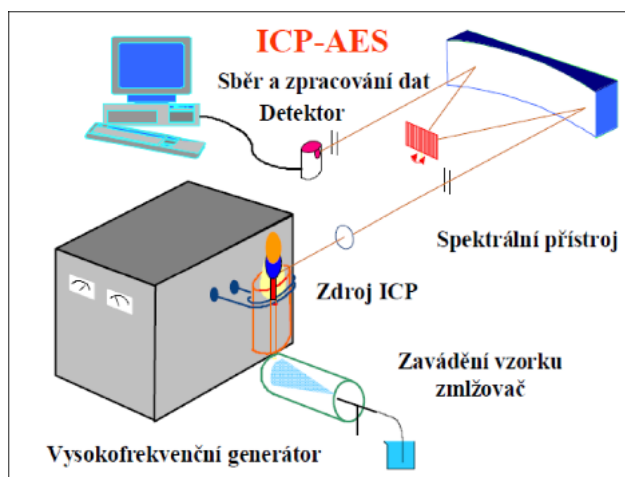 ICP-AES
Sběr a zpracování dat
Detektor
Spektrální přístroj
Zdroj ICP
Zavádění vzorku
zmlžovač
Vysokofrekvenční generátor